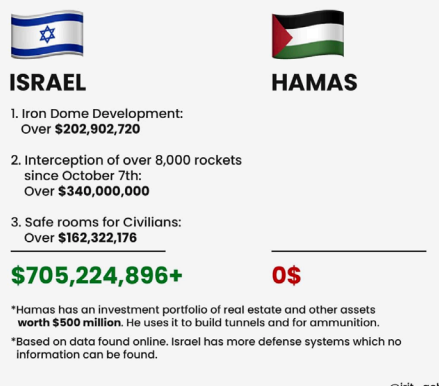 ISRAEL
HAMAS
1. Iron Dome Development:
Over $202,902,720
2. Interception of over 8,000 rockets
since October 7th:
Over $340,000,000
3. Safe rooms for Civilians:
Over $162,322,176
$705,224,896+
0$
*Hamas has an investment portfolio of real estate and other assets
worth $500 million. He uses it to build tunnels and for ammunition.
*Based on data found online. Israel has more defense systems which no
information can be found.